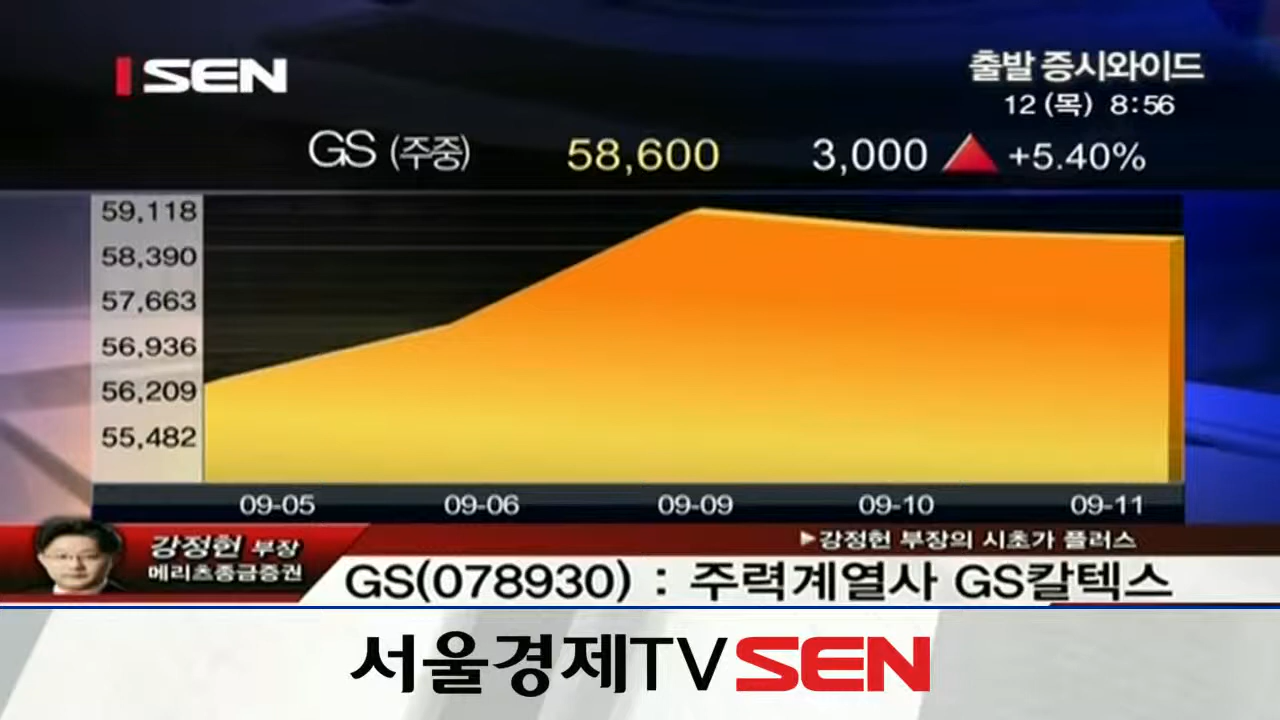 SEN
출발 증시와이드
12 (목) 8:56
GS (주중) 58,600 3,000 ▲ +5.40%
59,118
58,390
57,663
56,936
56,209
55,482
09-05 09-06 09-09 09-10 09-11
강정헌 부장
메리츠종금증권
▶강정헌 부장의 시초가 플러스
GS(078930) : 주력계열사 GS칼텍스
서울경제TV SEN